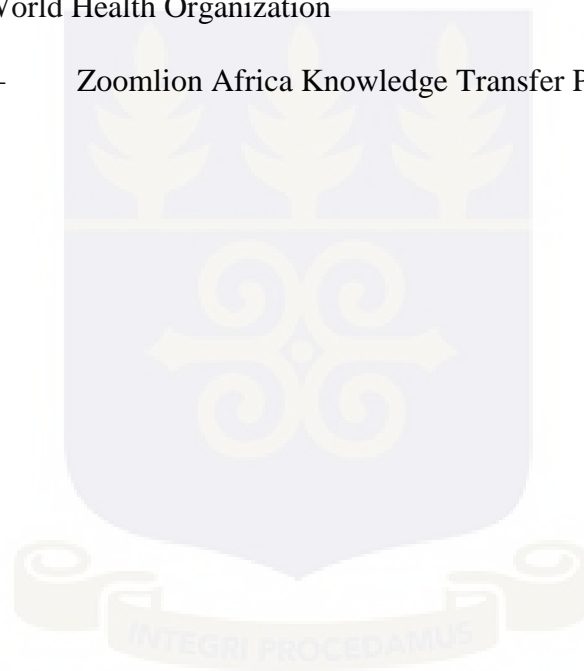 World Health Organization
– Zoomlion Africa Knowledge Transfer P
INTEGRI PROCEDAMUS